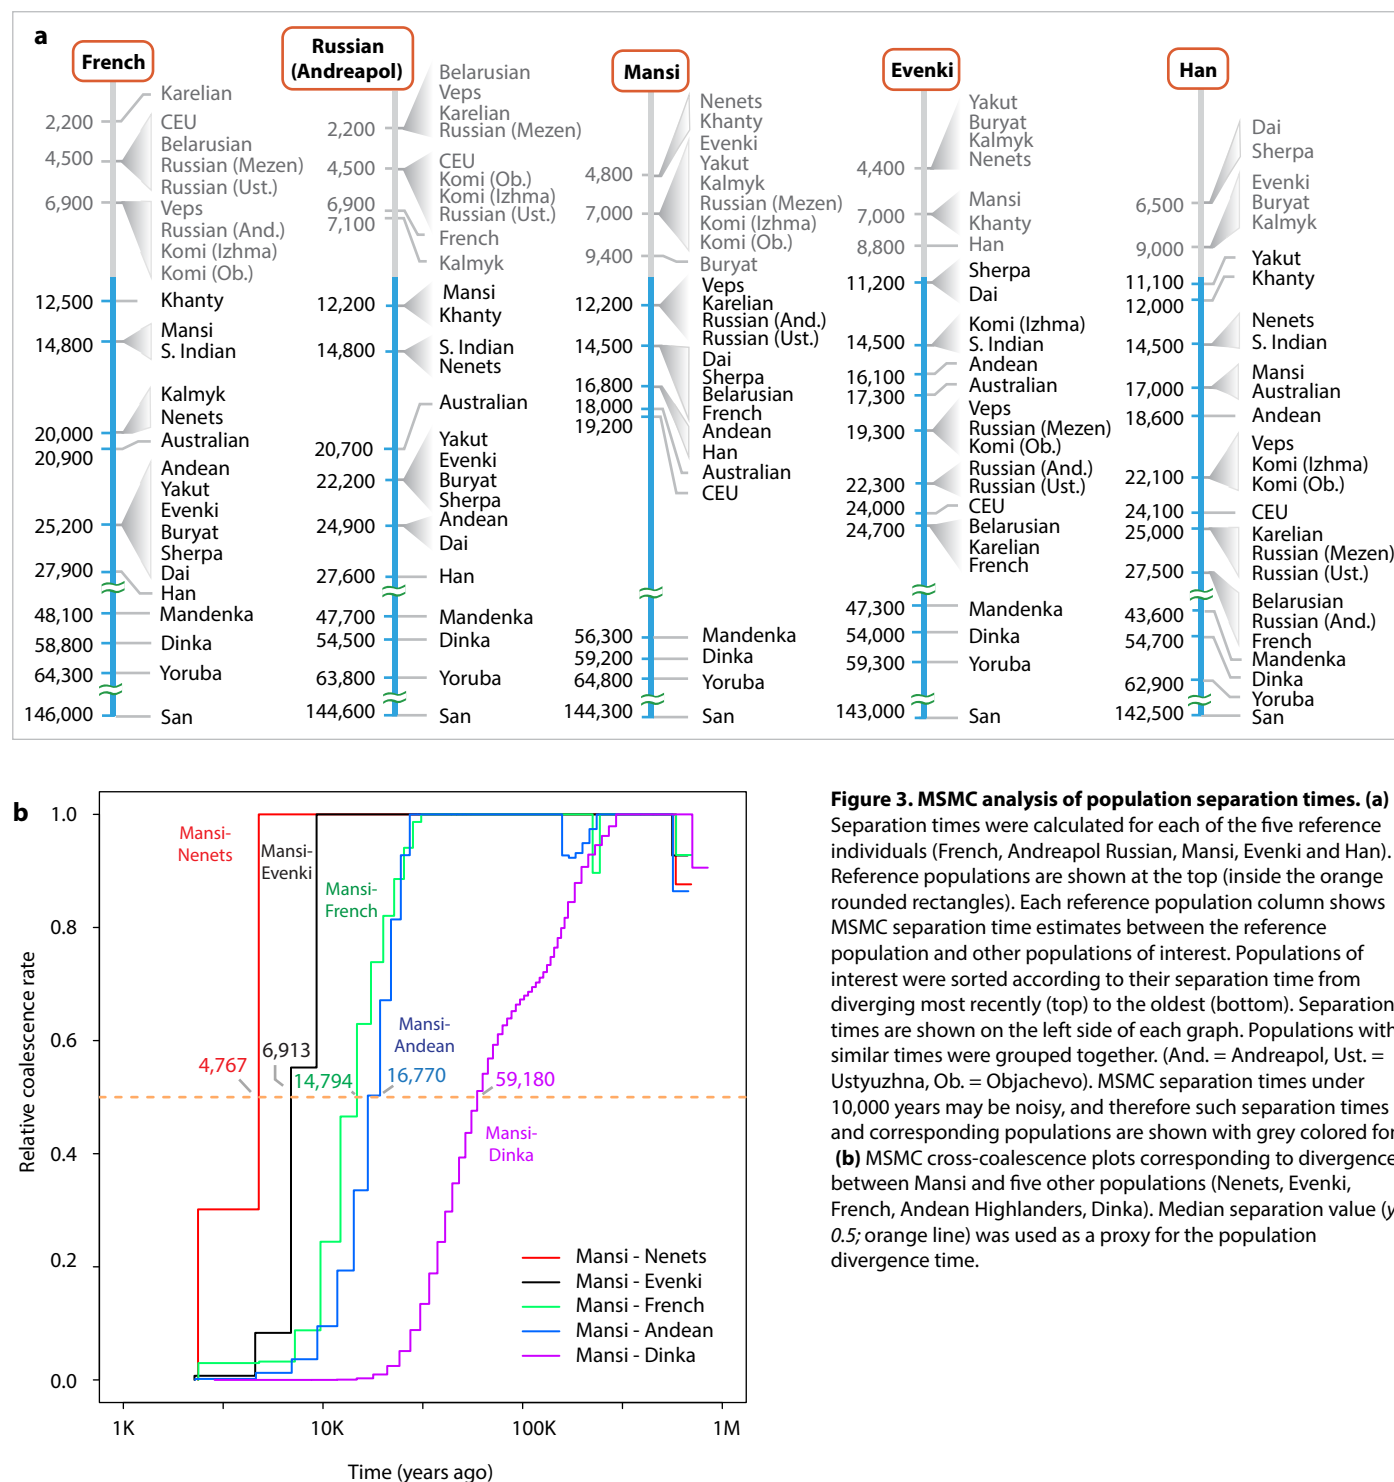 a
French
2,200
4,500
6,900
12,500
14,800
20,000
20,900
25,200
27,900
48,100
58,800
64,300
146,000
Karelian
CEU
Belarusian
Russian (Mezen)
Russian (Ust.)
Veps
Russian (And.)
Komi (Izhma)
Komi (Ob.)
Khanty
Mansi
S. Indian
Kalmyk
Nenets
Australian
Andean
Yakut
Evenki
Buryat
Sherpa
Dai
Han
Mandenka
Dinka
Yoruba
San
Russian
(Andreapol)
2,200
4,500
6,900
7,100
12,200
14,800
20,700
22,200
24,900
27,600
47,700
54,500
63,800
144,600
Belarusian
Veps
Karelian
Russian (Mezen)
CEU
Komi (Ob.)
Komi (Izhma)
Russian (Ust.)
French
Kalmyk
Mansi
Khanty
S. Indian
Nenets
Australian
Yakut
Evenki
Buryat
Sherpa
Andean
Dai
Han
Mandenka
Dinka
Yoruba
San
Mansi
4,800
7,000
9,400
12,200
14,500
16,800
18,000
19,200
56,300
59,200
64,800
144,300
Nenets
Khanty
Evenki
Yakut
Kalmyk
Russian (Mezen)
Komi (Izhma)
Komi (Ob.)
Buryat
Veps
Karelian
Russian (And.)
Russian (Ust.)
Dai
Sherpa
Belarusian
French
Andean
Han
Australian
CEU
Mandenka
Dinka
Yoruba
San
Evenki
4,400
7,000
8,800
11,200
14,500
16,100
17,300
19,300
22,300
24,000
24,700
47,300
54,000
59,300
143,000
Yakut
Buryat
Kalmyk
Nenets
Mansi
Khanty
Han
Sherpa
Dai
Komi (Izhma)
S. Indian
Andean
Australian
Veps
Russian (Mezen)
Komi (Ob.)
Russian (And.)
Russian (Ust.)
CEU
Belarusian
Karelian
French
Mandenka
Dinka
Yoruba
San
Han
6,500
9,000
11,100
12,000
14,500
17,000
18,600
22,100
24,100
25,000
27,500
43,600
54,700
62,900
142,500
Dai
Sherpa
Evenki
Buryat
Kalmyk
Yakut
Khanty
Nenets
S. Indian
Mansi
Australian
Andean
Veps
Komi (Izhma)
Komi (Ob.)
CEU
Karelian
Russian (Mezen)
Russian (Ust.)
Belarusian
Russian (And.)
French
Mandenka
Dinka
Yoruba
San
b
Relative coalescence rate
1.0
0.8
0.6
0.4
0.2
0.0
Mansi-
Nenets
Mansi-
Evenki
Mansi-
French
Mansi-
Andean
4,767
6,913
14,794
16,770
59,180
Mansi-
Dinka
Mansi - Nenets
Mansi - Evenki
Mansi - French
Mansi - Andean
Mansi - Dinka
1K
10K
100K
1M
Time (years ago)
Figure 3. MSMC analysis of population separation times. (a)
Separation times were calculated for each of the five reference
individuals (French, Andreapol Russian, Mansi, Evenki and Han).
Reference populations are shown at the top (inside the orange
rounded rectangles). Each reference population column shows
MSMC separation time estimates between the reference
population and other populations of interest. Populations of
interest were sorted according to their separation time from
diverging most recently (top) to the oldest (bottom). Separation
times are shown on the left side of each graph. Populations with
similar times were grouped together. (And. = Andreapol, Ust. =
Ustyuzhna, Ob. = Objachevo). MSMC separation times under
10,000 years may be noisy, and therefore such separation times
and corresponding populations are shown with grey colored fon
(b) MSMC cross-coalescence plots corresponding to divergence
between Mansi and five other populations (Nenets, Evenki,
French, Andean Highlanders, Dinka). Median separation value (y
0.5; orange line) was used as a proxy for the population
divergence time.